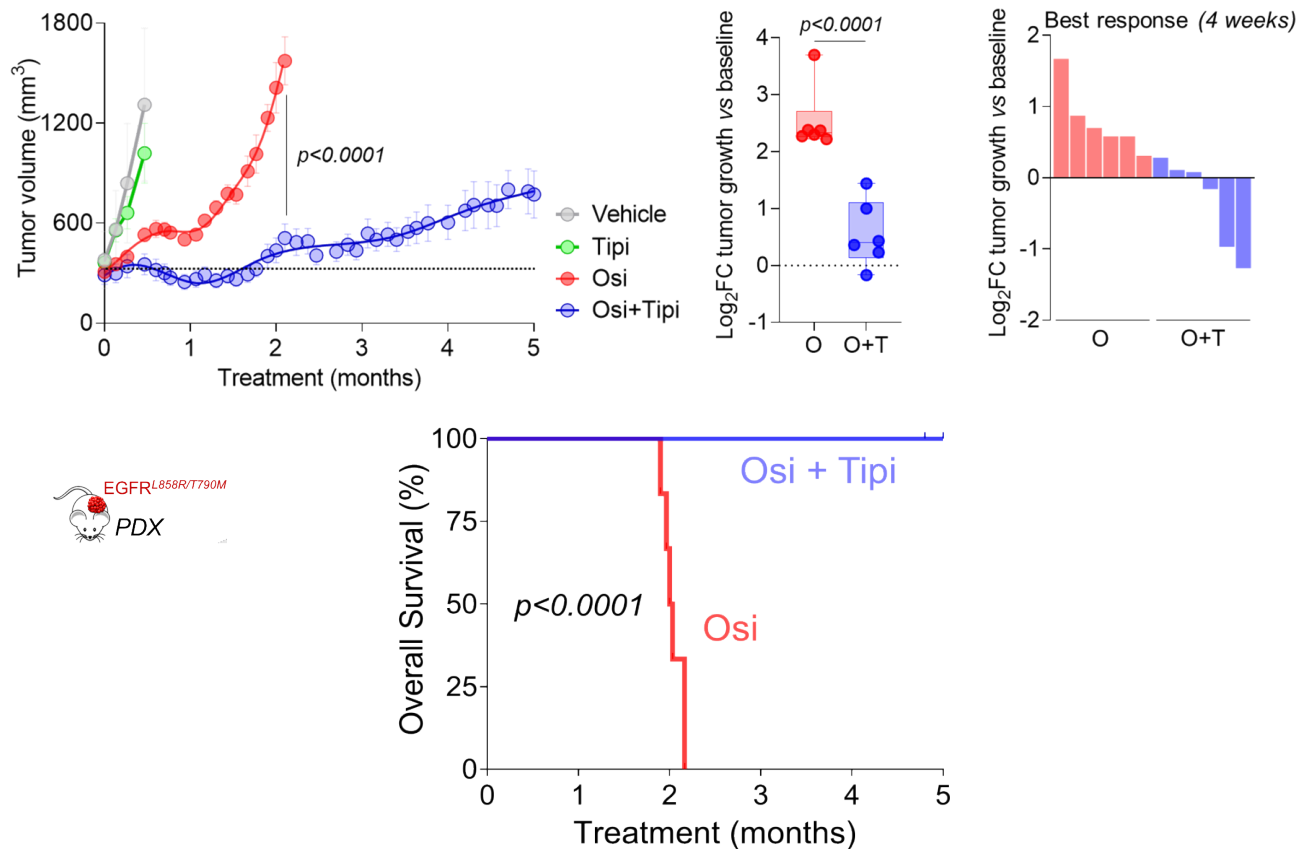 1800
1200
600
0
Tumor volume (mm³)
p<0.0001
0 1 2 3 4 5
Treatment (months)
Vehicle
Tipi
Osi
Osi+Tipi
p<0.0001
4
3
2
1
0
-1
Log₂FC tumor growth vs baseline
O O+T
Best response (4 weeks)
2
1
0
-1
-2
Log₂FC tumor growth vs baseline
O O+T
EGFR^L858R/T790M
PDX
100
75
50
25
0
Overall Survival (%)
Osi + Tipi
p<0.0001
Osi
0 1 2 3 4 5
Treatment (months)